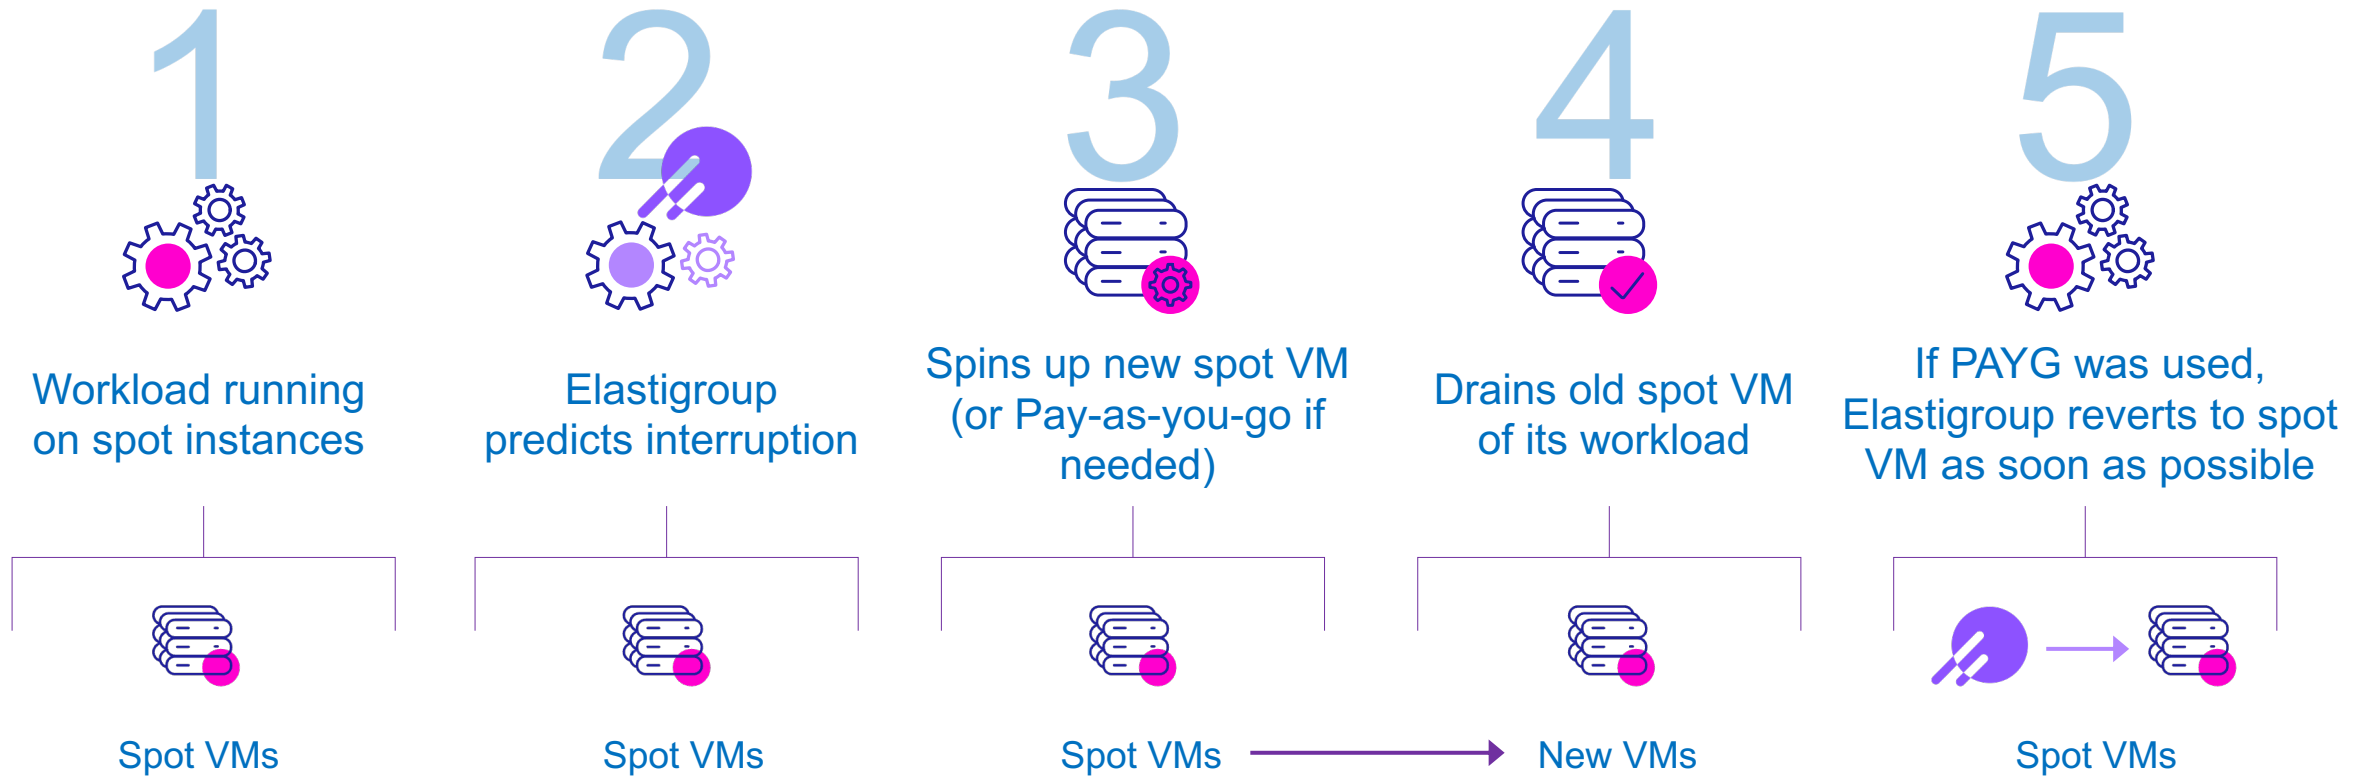 1
2
3
4
5
Workload running
on spot instances
Elastigroup
predicts interruption
Spins up new spot VM
(or Pay-as-you-go if
needed)
Drains old spot VM
of its workload
If PAYG was used,
Elastigroup reverts to spot
VM as soon as possible
Spot VMs
Spot VMs
Spot VMs
New VMs
Spot VMs